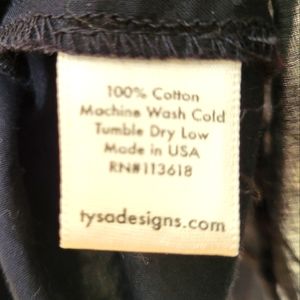 100% Cotton
Machine Wash Cold
Tumble Dry Low
Made in USA
RN#113618
tysadesigns.com